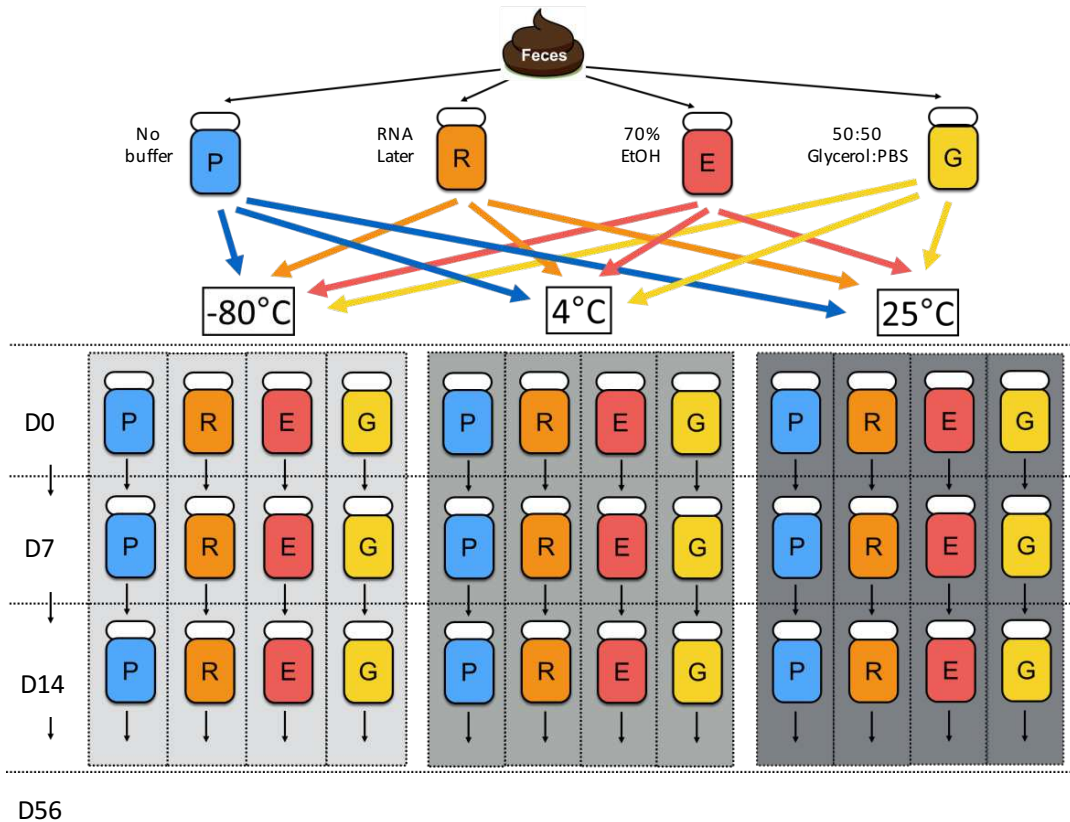 Feces
No
buffer
P
RNA
Later
R
70%
EtOH
E
50:50
Glycerol:PBS
G
-80°C
4°C
25°C
D0
P R E G P R E G P R E G
D7
P R E G P R E G P R E G
D14
P R E G P R E G P R E G
D56